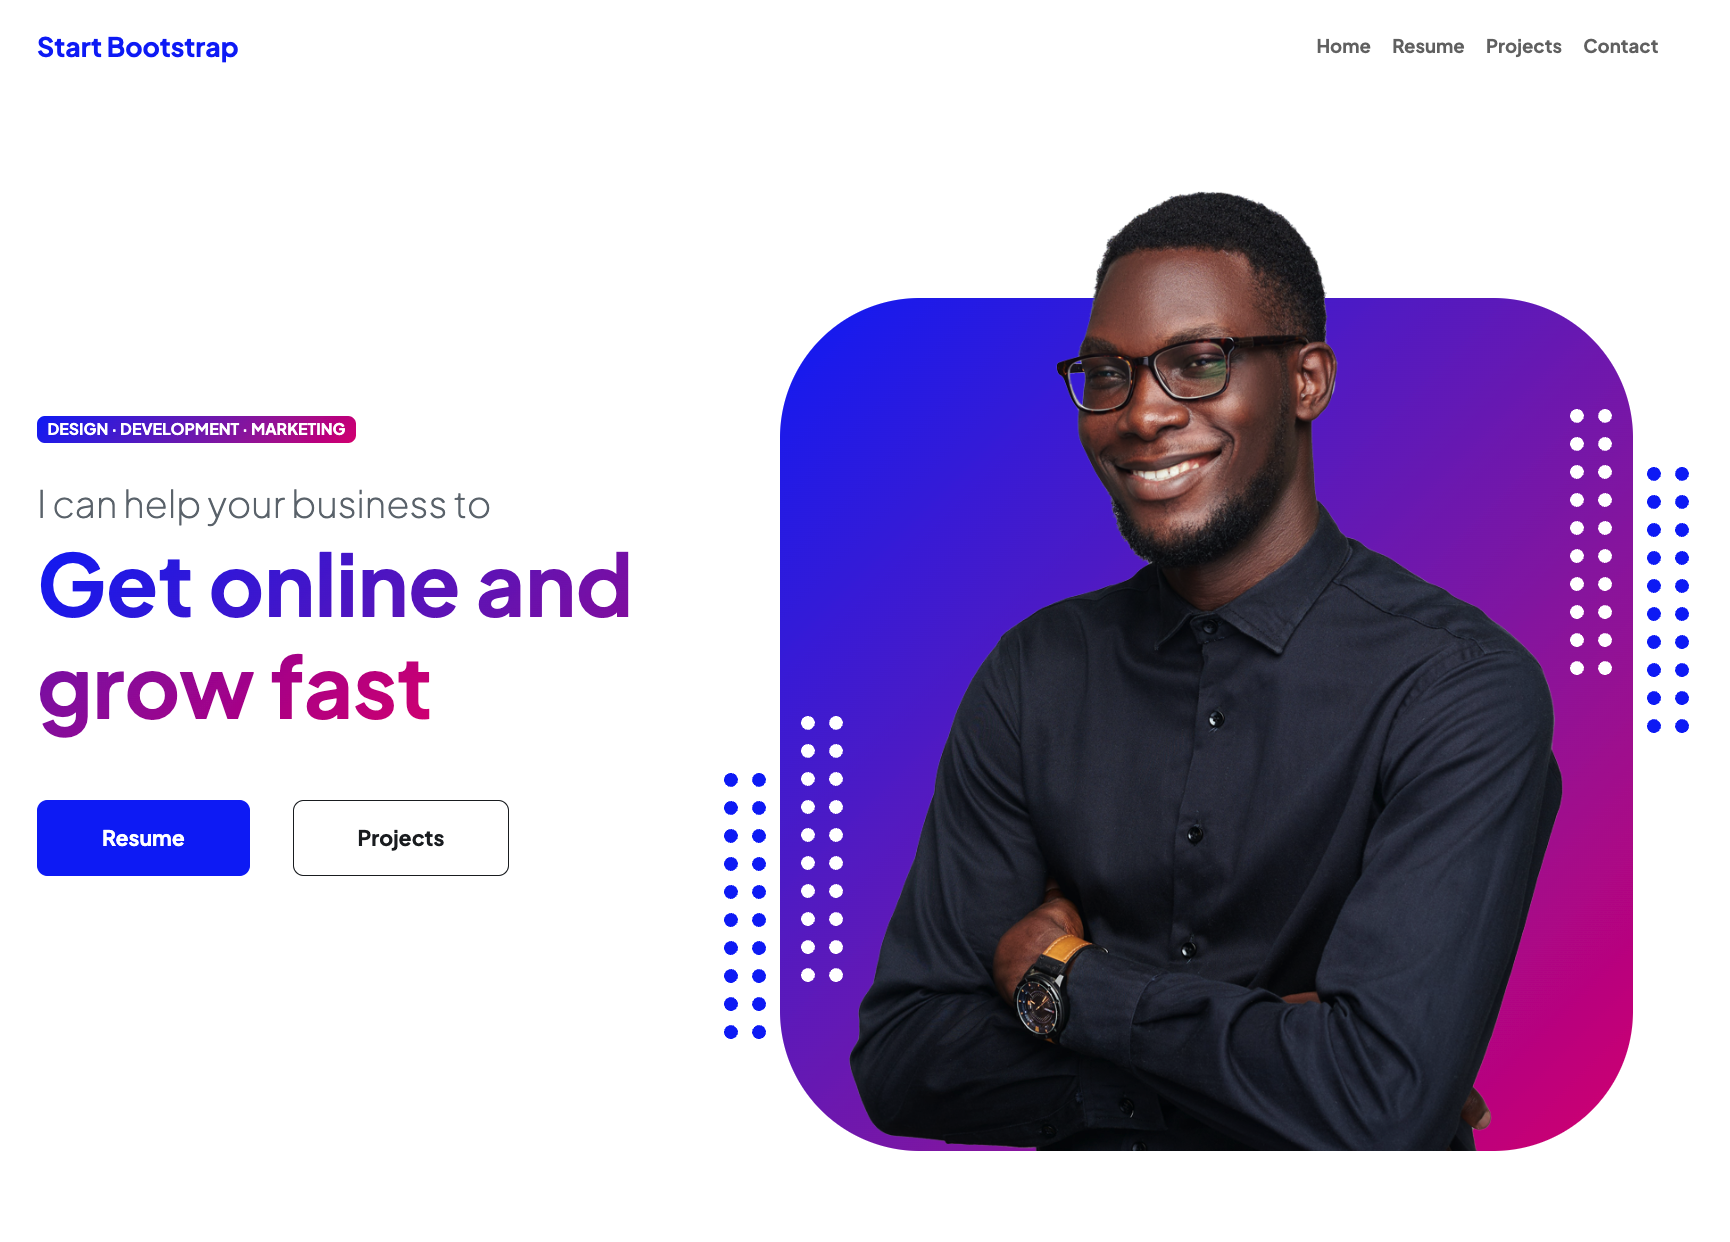 Start Bootstrap
Home Resume Projects Contact
DESIGN · DEVELOPMENT · MARKETING
I can help your business to
Get online and
grow fast
Resume Projects